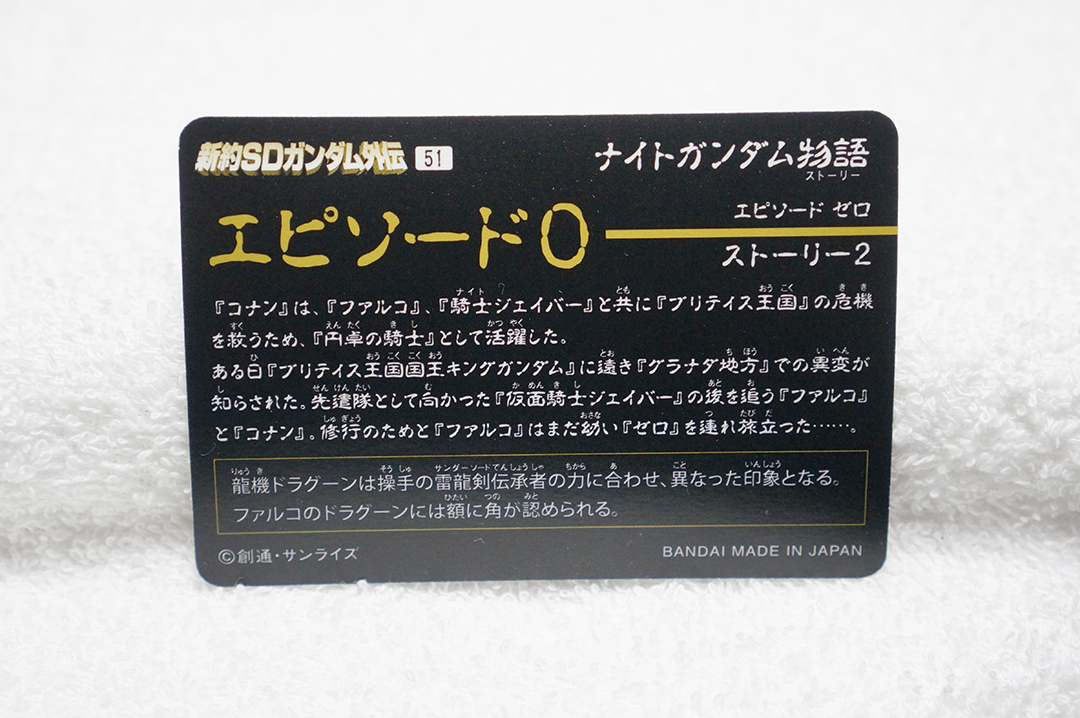 新約SDガンダム外伝 51
ナイトガンダム物語
ストーリー
エピソード0
エピソード ゼロ
ストーリー2
『コナン』は、『ファルコ』、『騎士ジェイバー』と共に『ブリティス王国』の危機
を救うため、『円卓の騎士』として活躍した。
ある日『ブリティス王国国王キングガンダム』に遠き『グラナダ地方』での異変が
知らされた。先遣隊として向かった『仮面騎士ジェイバー』の後を追う『ファルコ』
と『コナン』。修行のためと『ファルコ』はまだ幼い『ゼロ』を連れ旅立った……。
龍機ドラグーンは操手の雷龍剣伝承者の力に合わせ、異なった印象となる。
ファルコのドラグーンには額に角が認められる。
©創通・サンライズ
BANDAI MADE IN JAPAN